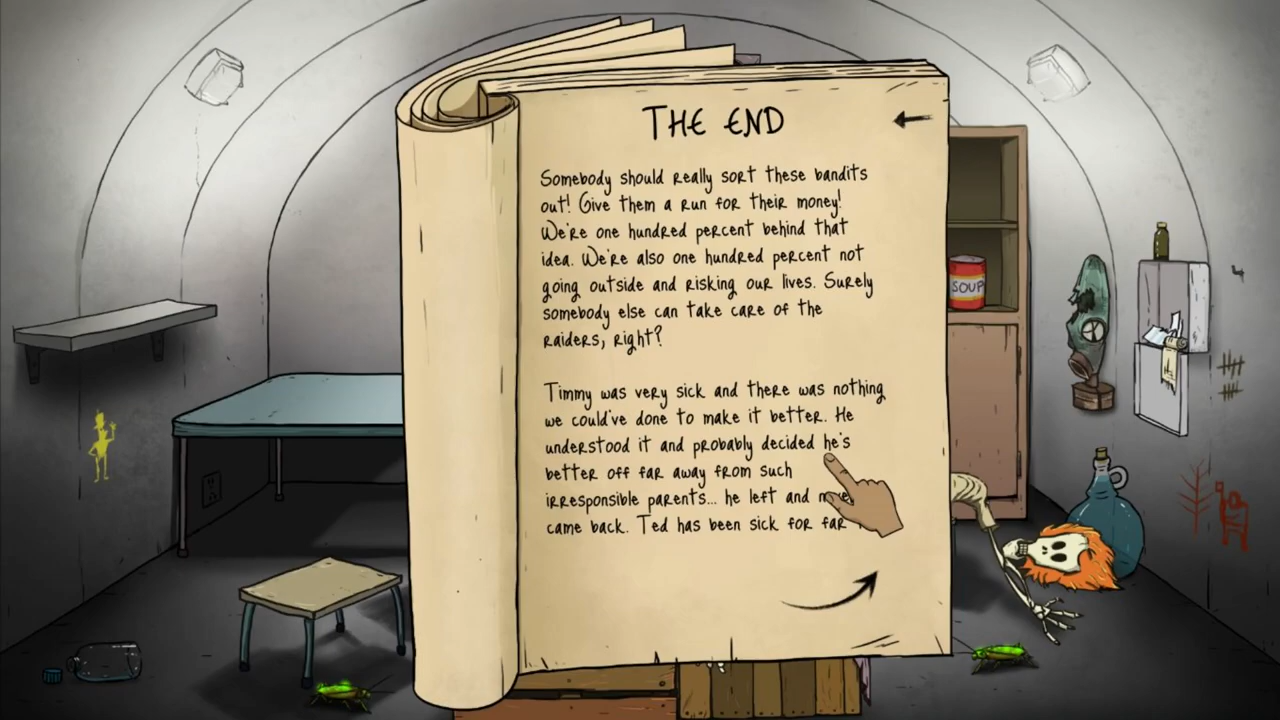 THE END
Somebody should really sort these bandits
out! Give them a run for their money!
We're one hundred percent behind that
idea. We're also one hundred percent not
going outside and risking our lives. Surely
somebody else can take care of the
raiders, right?
Timmy was very sick and there was nothing
we could've done to make it better. He
understood it and probably decided he's
better off far away from such
irresponsible parents... he left and
came back. Ted has been sick for far
SOUP